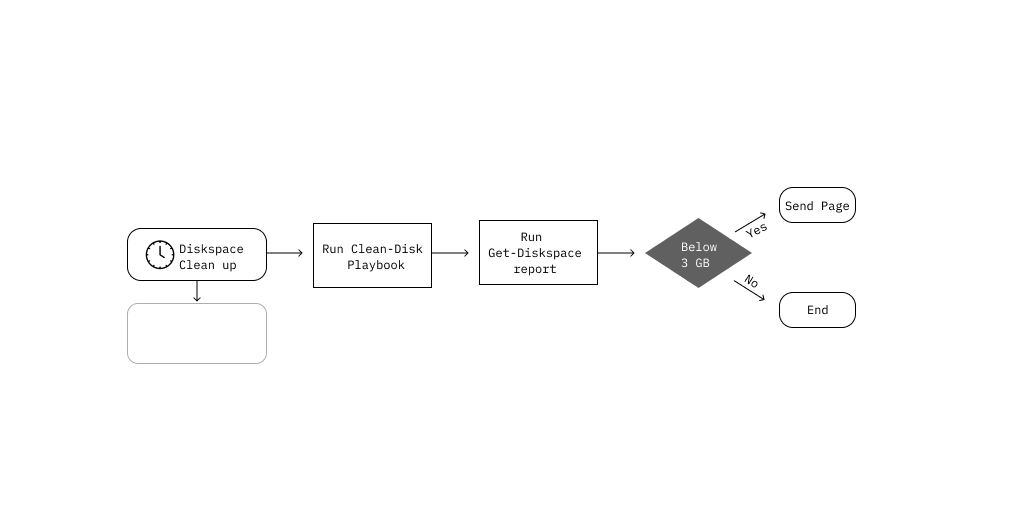 Diskspace
Clean up
Run Clean-Disk
Playbook
Run
Get-Diskspace
report
Below
3 GB
Yes
Send Page
No
End